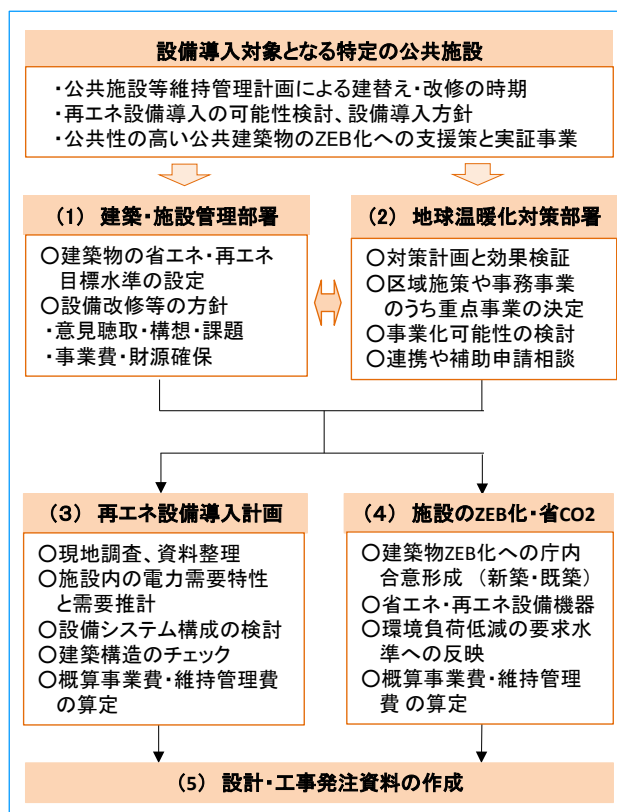 設備導入対象となる特定の公共施設
・公共施設等維持管理計画による建替え・改修の時期
・再エネ設備導入の可能性検討、設備導入方針
・公共性の高い公共建築物のZEB化への支援策と実証事業
(1) 建築・施設管理部署
〇建築物の省エネ・再エネ
目標水準の設定
〇設備改修等の方針
・意見聴取・構想・課題
・事業費・財源確保
(2) 地球温暖化対策部署
〇対策計画と効果検証
〇区域施策や事務事業
のうち重点事業の決定
〇事業化可能性の検討
〇連携や補助申請相談
(3) 再エネ設備導入計画
〇現地調査、資料整理
〇施設内の電力需要特性
と需要推計
〇設備システム構成の検討
〇建築構造のチェック
〇概算事業費・維持管理費
の算定
(4) 施設のZEB化・省CO2
〇建築物ZEB化への庁内
合意形成 (新築・既築)
〇省エネ・再エネ設備機器
〇環境負荷低減の要求水
準への反映
〇概算事業費・維持管理
費 の算定
(5) 設計・工事発注資料の作成